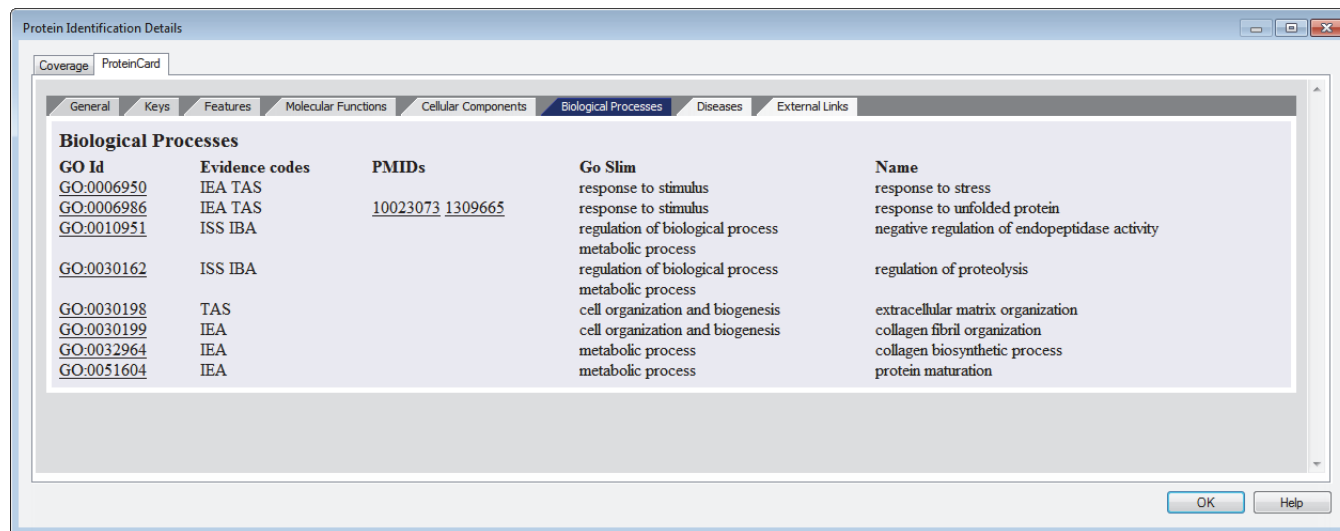 Protein Identification Details
Coverage ProteinCard
General Keys Features Molecular Functions Cellular Components Biological Processes Diseases External Links
Biological Processes
GO Id Evidence codes PMIDs Go Slim Name
GO:0006950 IEA TAS response to stimulus response to stress
GO:0006986 IEA TAS 10023073 1309665 response to stimulus response to unfolded protein
GO:0010951 ISS IBA regulation of biological process negative regulation of endopeptidase activity
metabolic process
GO:0030162 ISS IBA regulation of biological process regulation of proteolysis
metabolic process
GO:0030198 TAS cell organization and biogenesis extracellular matrix organization
GO:0030199 IEA cell organization and biogenesis collagen fibril organization
GO:0032964 IEA metabolic process collagen biosynthetic process
GO:0051604 IEA metabolic process protein maturation
OK Help